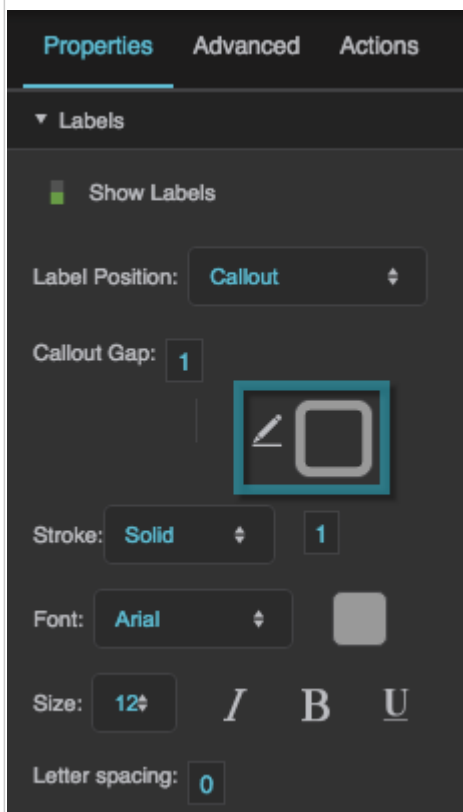 Properties Advanced Actions
Labels
Show Labels
Label Position: Callout
Callout Gap: 1
Stroke: Solid 1
Font: Arial
Size: 12 I B U
Letter spacing: 0